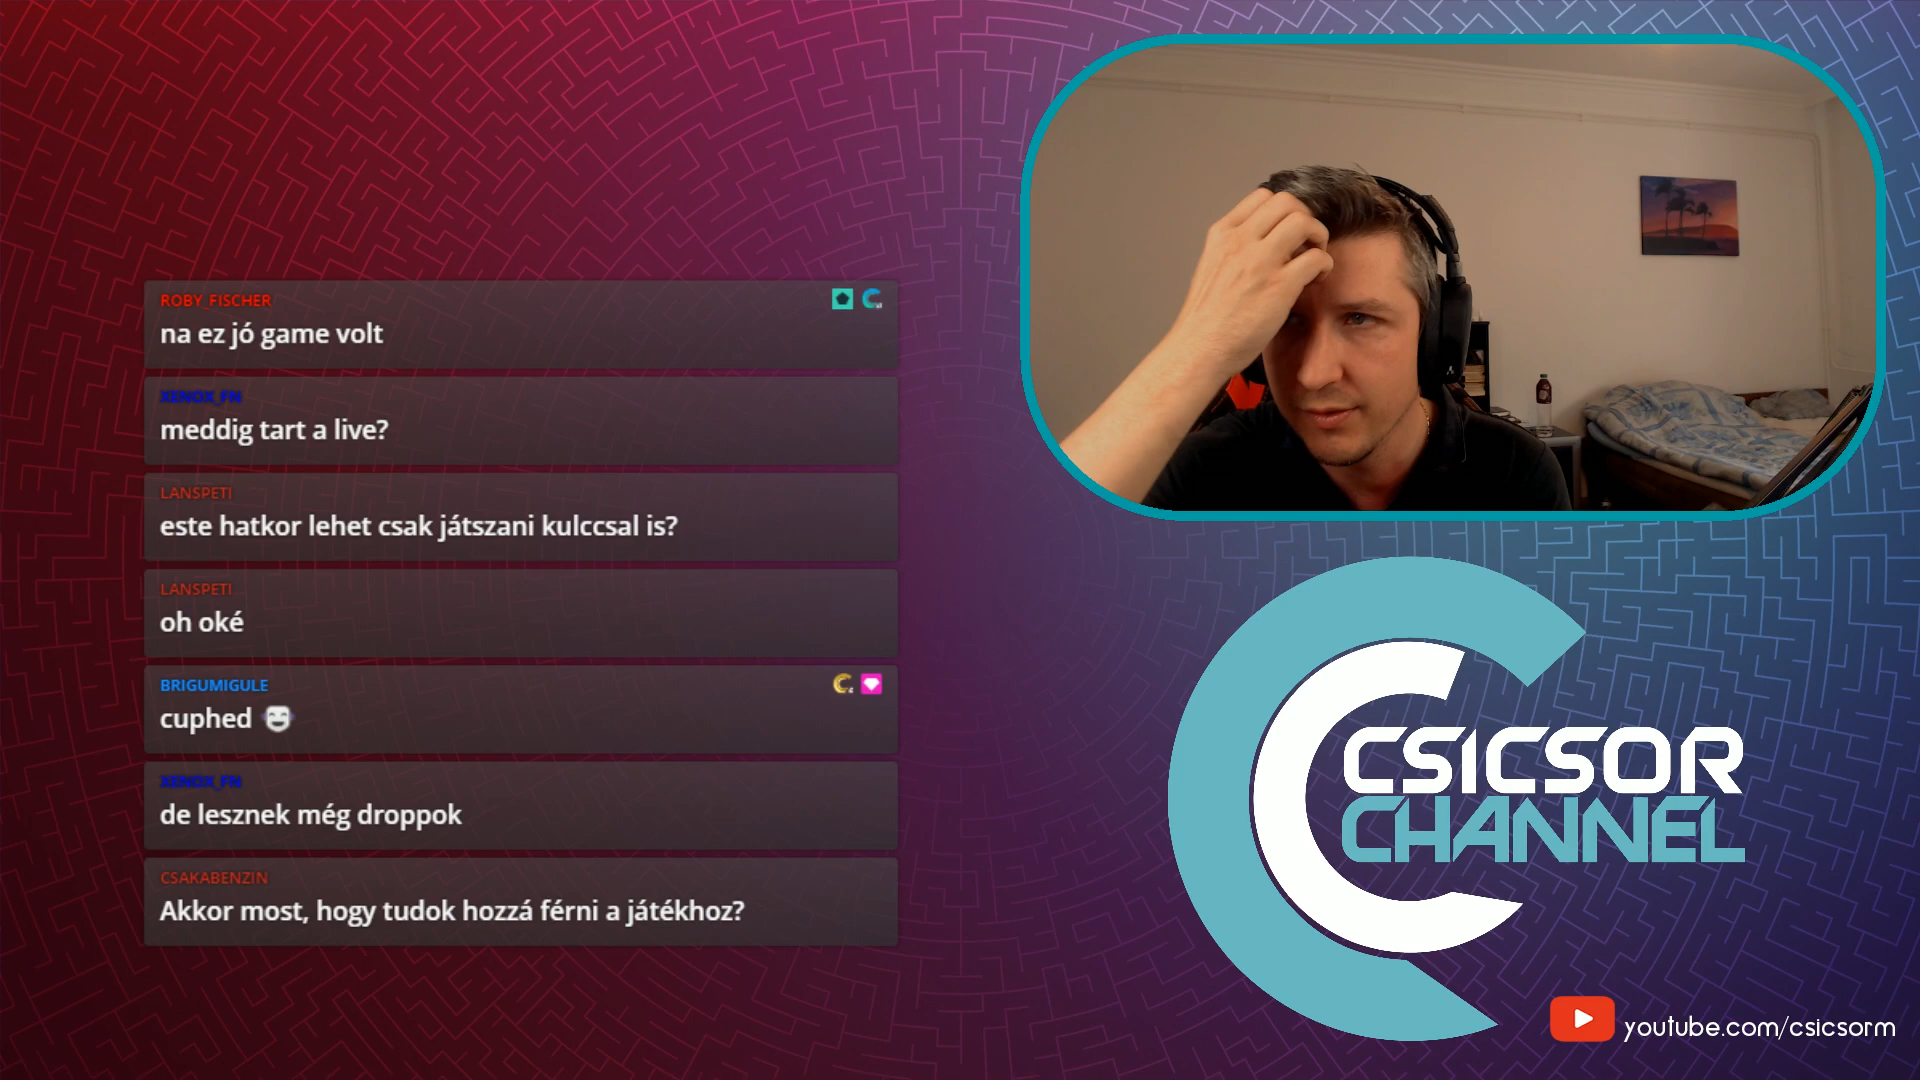 ROBY_FISCHER
na ez jó game volt
XENOX_FN
meddig tart a live?
LANSPETI
este hatkor lehet csak játszani kulccsal is?
LANSPETI
oh oké
BRIGUMIGULE
cuphed
XENOX_FN
de lesznek még droppok
CSAKABENZIN
Akkor most, hogy tudok hozzá férni a játékhoz?
CSICSOR
CHANNEL
youtube.com/csicsorm